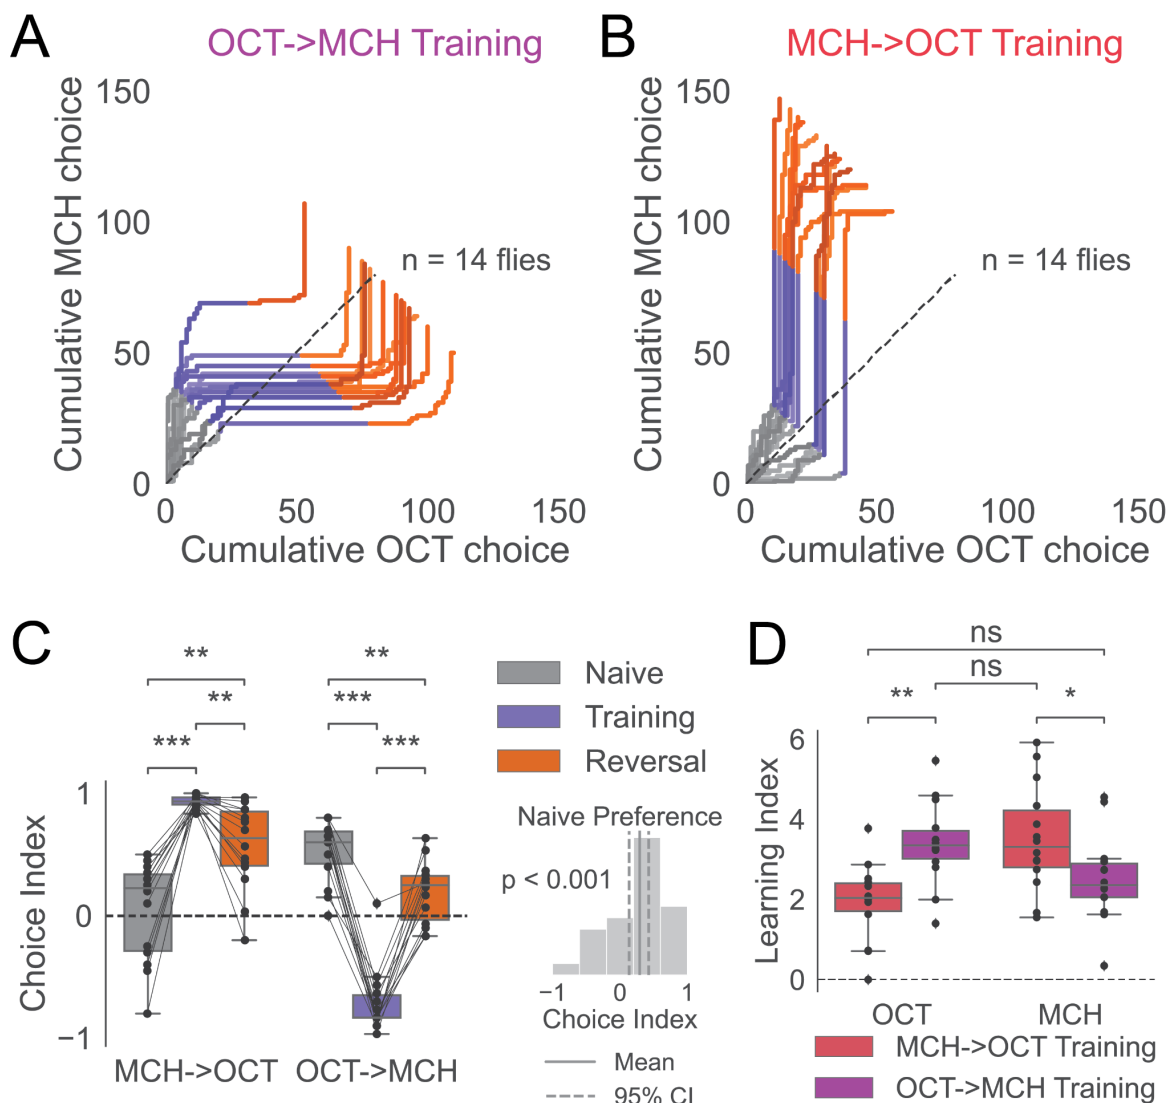 A
OCT->MCH Training
Cumulative MCH choice
150
100
50
0
n = 14 flies
0 50 100 150
Cumulative OCT choice
B
MCH->OCT Training
Cumulative MCH choice
150
100
50
0
n = 14 flies
0 50 100 150
Cumulative OCT choice
C
** **
** ***
*** ***
Choice Index
1
0
−1
MCH->OCT OCT->MCH
Naive
Training
Reversal
Naive Preference
p < 0.001
−1 0 1
Choice Index
Mean
95% CI
D
ns
ns
** *
Learning Index
6
4
2
0
OCT MCH
MCH->OCT Training
OCT->MCH Training